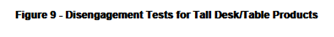 Figure 9 - Disengagement Tests for Tall Desk/Table Products